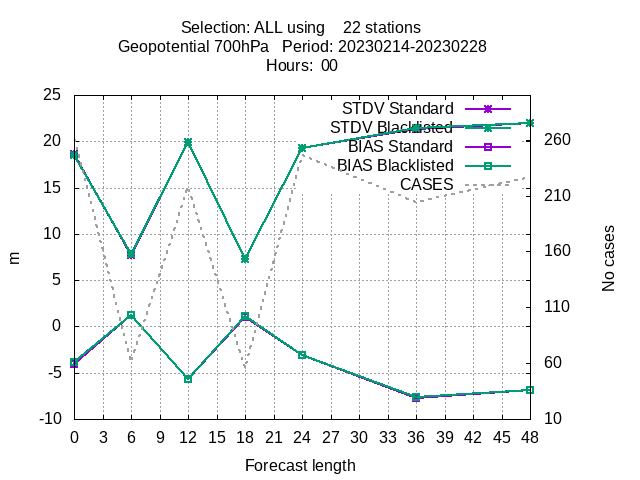 Selection: ALL using    22 stations
Geopotential 700hPa   Period: 20230214-20230228
Hours:  00
25
20
15
10
5
0
-5
-10
m
STDV Standard
STDV Blacklisted
BIAS Standard
BIAS Blacklisted
CASES
260
210
160
110
60
10
No cases
0 3 6 9 12 15 18 21 24 27 30 33 36 39 42 45 48
Forecast length